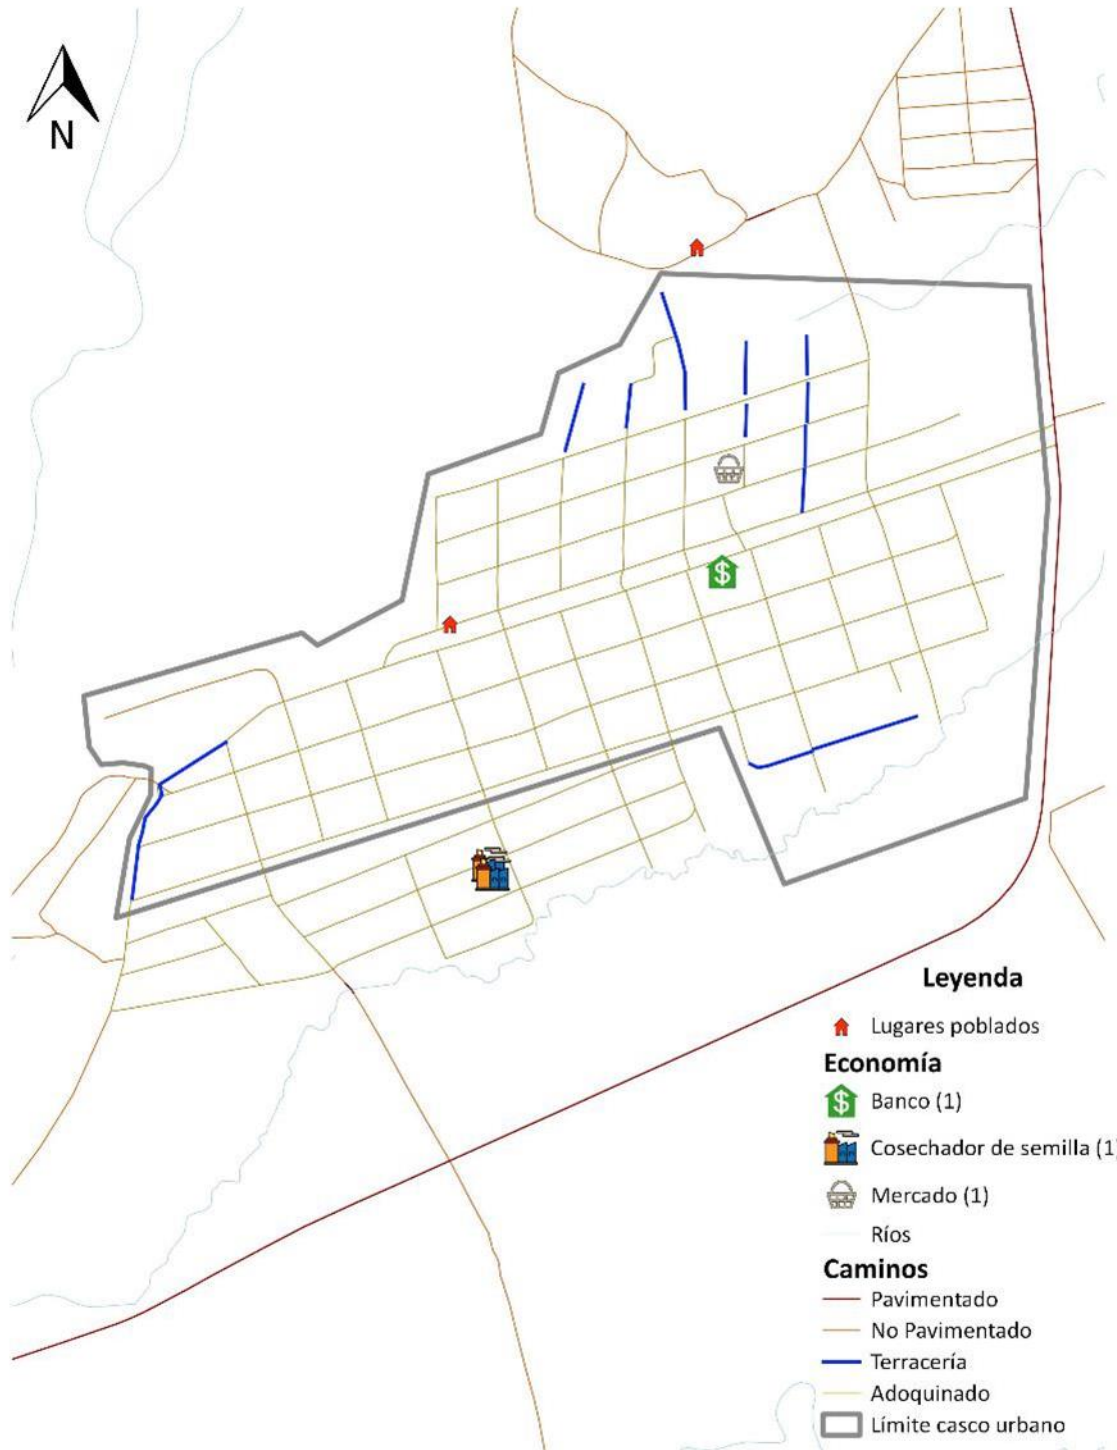 N
$
$
Leyenda
Lugares poblados
Economía
$ Banco (1)
Cosechador de semilla (1)
Mercado (1)
Ríos
Caminos
Pavimentado
No Pavimentado
Terracería
Adoquinado
Límite casco urbano